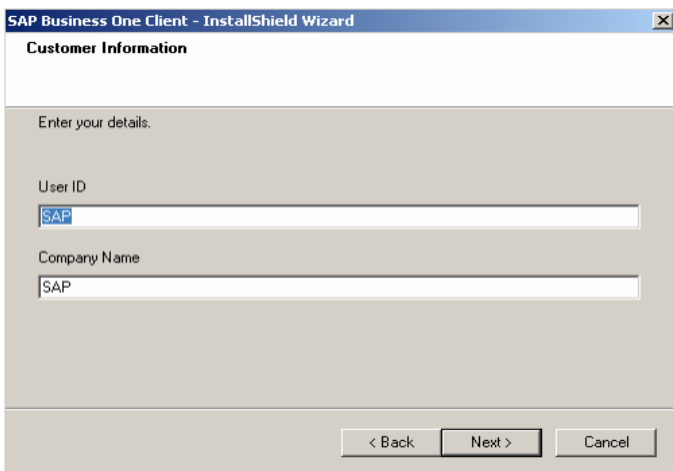 SAP Business One Client - InstallShield Wizard
Customer Information
Enter your details.
User ID
SAP
Company Name
SAP
< Back Next > Cancel